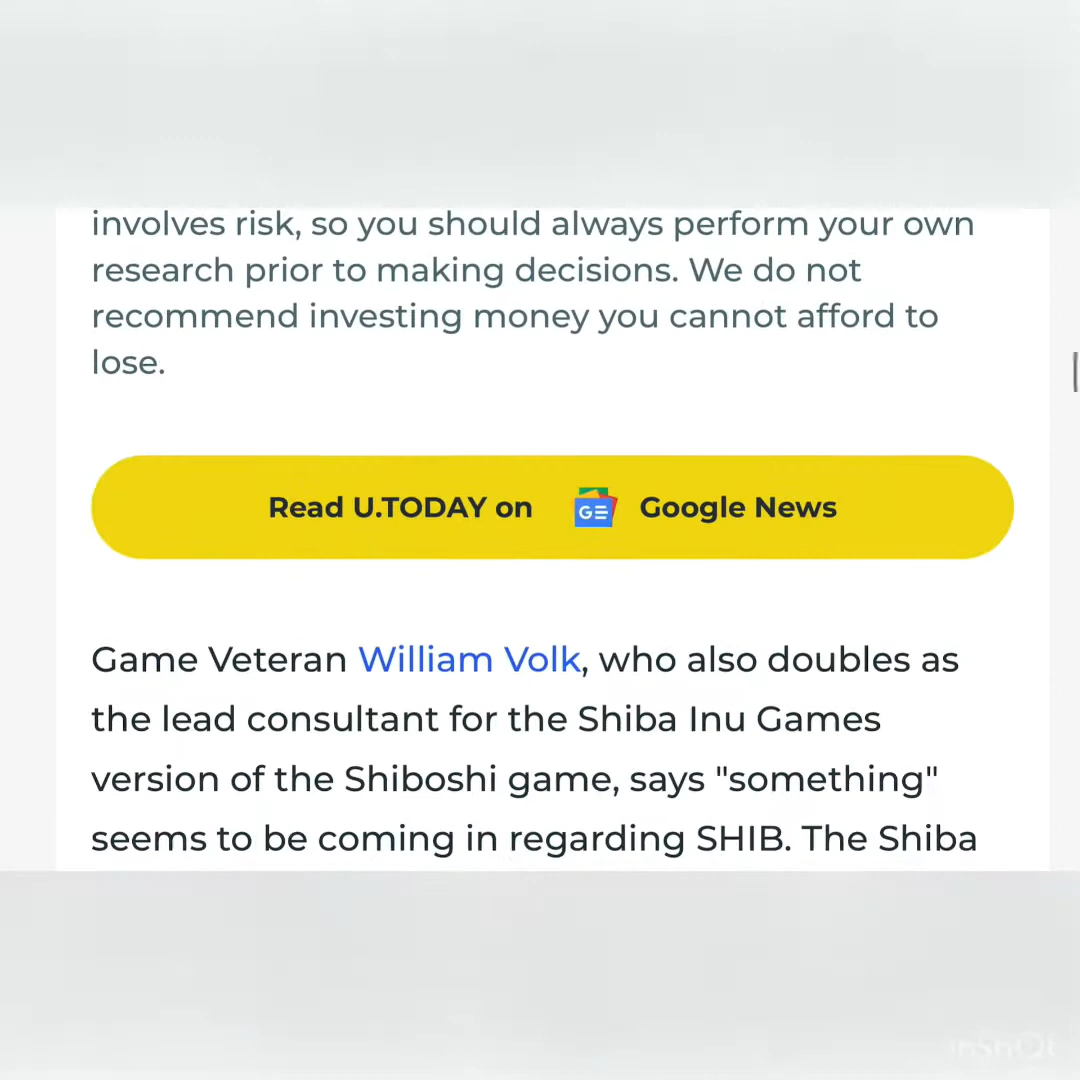 involves risk, so you should always perform your own
research prior to making decisions. We do not
recommend investing money you cannot afford to
lose.
Read U.TODAY on GE Google News
Game Veteran William Volk, who also doubles as
the lead consultant for the Shiba Inu Games
version of the Shiboshi game, says "something"
seems to be coming in regarding SHIB. The Shiba
InShOt